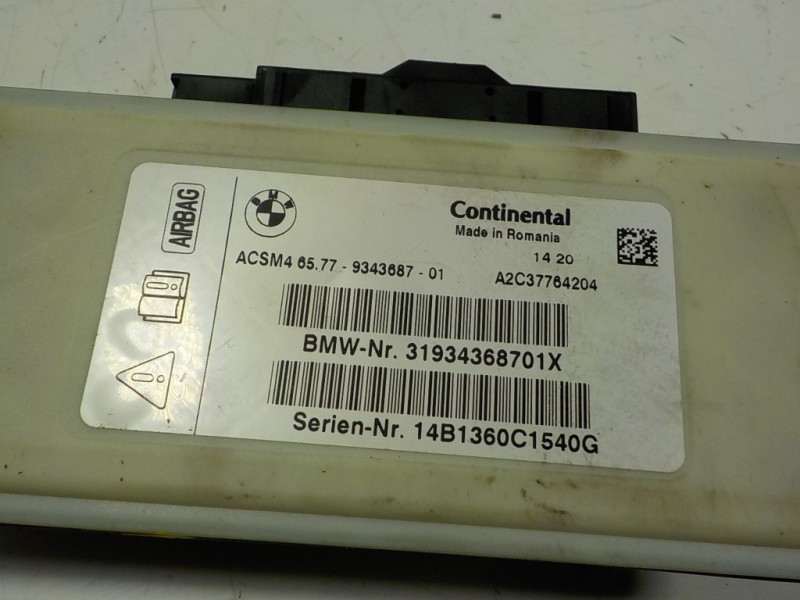 AIRBAG
BMW
Continental
Made in Romania
14 20
ACSM4 65.77 - 9343687 - 01
A2C37764204
BMW-Nr. 31934368701X
Serien-Nr. 14B1360C1540G